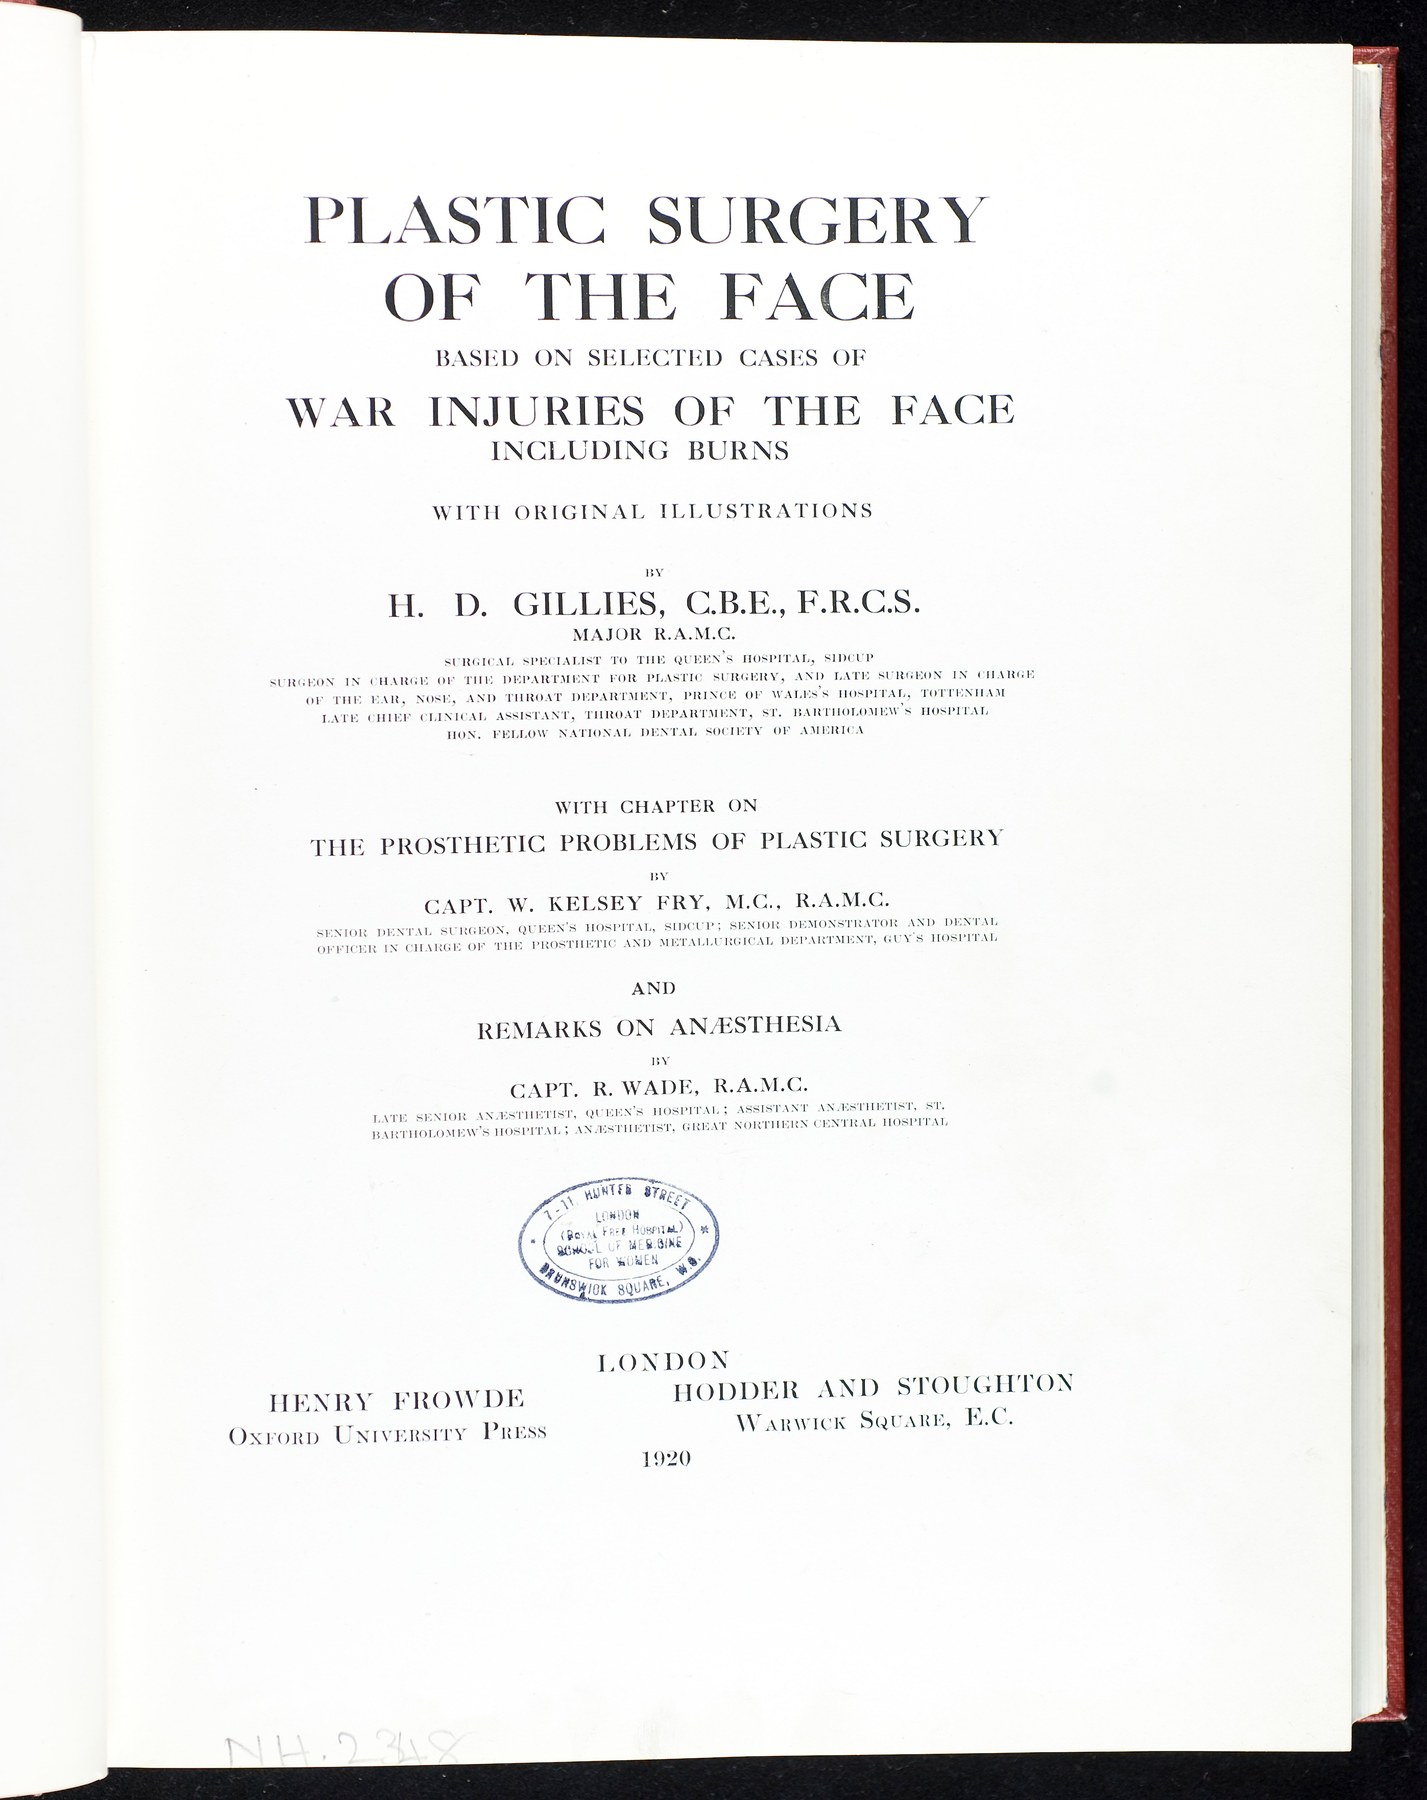 PLASTIC SURGERY
OF THE FACE
BASED ON SELECTED CASES OF
WAR INJURIES OF THE FACE
INCLUDING BURNS
WITH ORIGINAL ILLUSTRATIONS
BY
H. D. GILLIES, C.B.E., F.R.C.S.
MAJOR R.A.M.C.
SURGICAL SPECIALIST TO THE QUEEN'S HOSPITAL, SIDCUP
SURGEON IN CHARGE OF THE DEPARTMENT FOR PLASTIC SURGERY, AND LATE SURGEON IN CHARGE
OF THE EAR, NOSE, AND THROAT DEPARTMENT, PRINCE OF WALES'S HOSPITAL, TOTTENHAM
LATE CHIEF CLINICAL ASSISTANT, THROAT DEPARTMENT, ST. BARTHOLOMEW'S HOSPITAL
HON. FELLOW NATIONAL DENTAL SOCIETY OF AMERICA
WITH CHAPTER ON
THE PROSTHETIC PROBLEMS OF PLASTIC SURGERY
BY
CAPT. W. KELSEY FRY, M.C., R.A.M.C.
SENIOR DENTAL SURGEON, QUEEN'S HOSPITAL, SIDCUP; SENIOR DEMONSTRATOR AND DENTAL
OFFICER IN CHARGE OF THE PROSTHETIC AND METALLURGICAL DEPARTMENT, GUY'S HOSPITAL
AND
REMARKS ON ANÆSTHESIA
BY
CAPT. R. WADE, R.A.M.C.
LATE SENIOR ANÆSTHETIST, QUEEN'S HOSPITAL; ASSISTANT ANÆSTHETIST, ST.
BARTHOLOMEW'S HOSPITAL; ANÆSTHETIST, GREAT NORTHERN CENTRAL HOSPITAL
7-11, HUNTER STREET
LONDON
(ROYAL FREE HOSPITAL)
SCHOOL OF MEDICINE
FOR WOMEN
BRUNSWICK SQUARE, W.C.
LONDON
HENRY FROWDE
OXFORD UNIVERSITY PRESS
HODDER AND STOUGHTON
WARWICK SQUARE, E.C.
1920
NH.2348